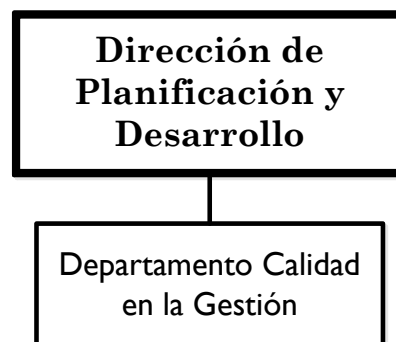 Dirección de
Planificación y
Desarrollo
Departamento Calidad
en la Gestión